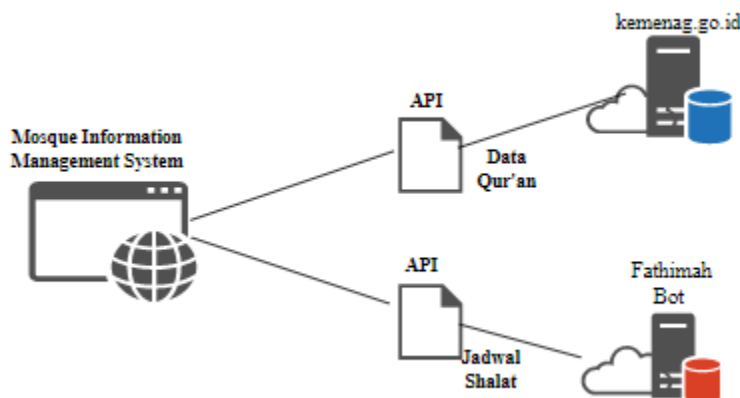 kemenag.go.id
API
Mosque Information
Management System
Data
Qur'an
API
Fathimah
Bot
Jadwal
Shalat